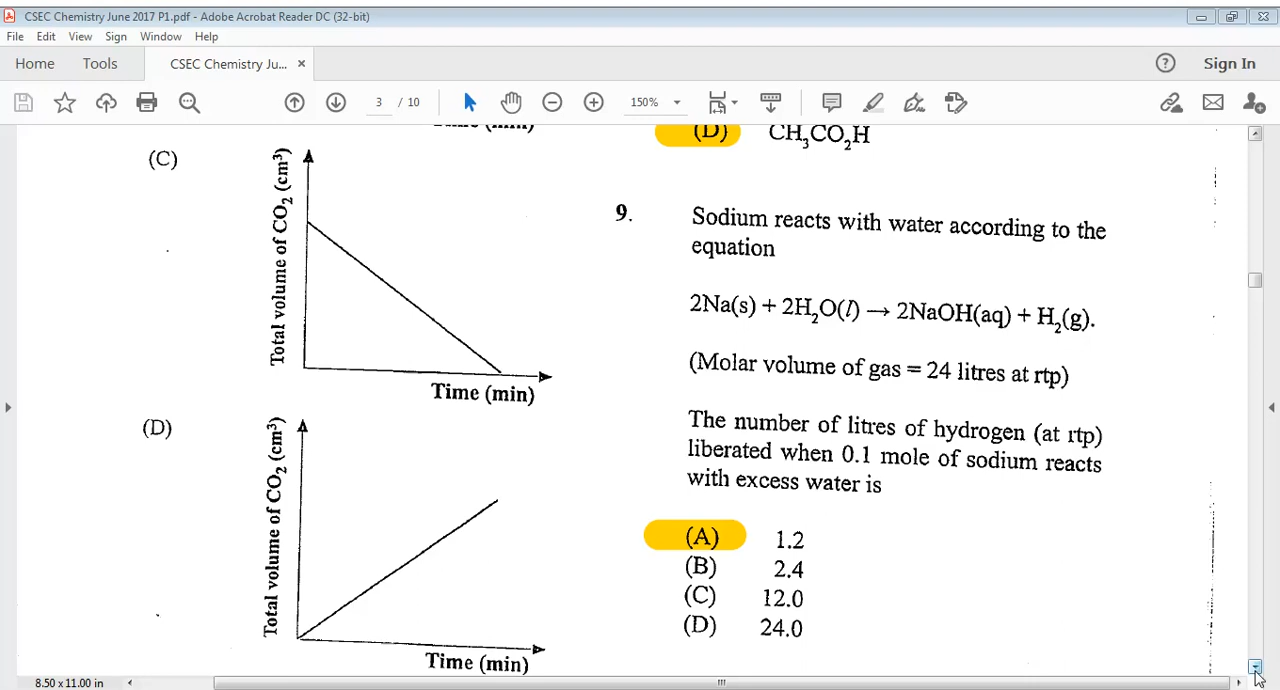 CSEC Chemistry June 2017 P1.pdf - Adobe Acrobat Reader DC (32-bit)
File Edit View Sign Window Help
Home Tools CSEC Chemistry Ju... × Sign In
3 / 10 150%
Time (min)
(C)
Total volume of CO₂ (cm³)
Time (min)
(D)
Total volume of CO₂ (cm³)
Time (min)
(D) CH₃CO₂H
9. Sodium reacts with water according to the
equation
2Na(s) + 2H₂O(l) → 2NaOH(aq) + H₂(g).
(Molar volume of gas = 24 litres at rtp)
The number of litres of hydrogen (at rtp)
liberated when 0.1 mole of sodium reacts
with excess water is
(A) 1.2
(B) 2.4
(C) 12.0
(D) 24.0
8.50 x 11.00 in